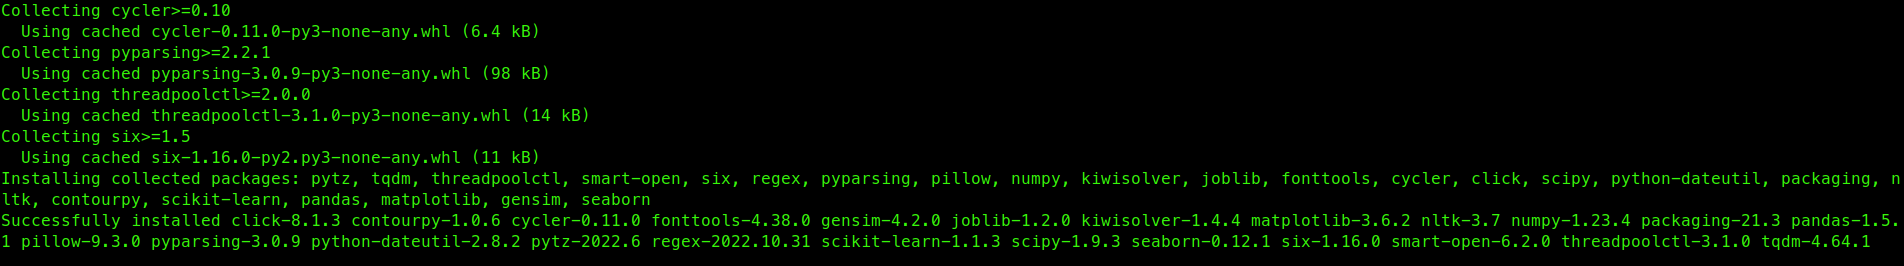 Collecting cycler>=0.10
  Using cached cycler-0.11.0-py3-none-any.whl (6.4 kB)
Collecting pyparsing>=2.2.1
  Using cached pyparsing-3.0.9-py3-none-any.whl (98 kB)
Collecting threadpoolctl>=2.0.0
  Using cached threadpoolctl-3.1.0-py3-none-any.whl (14 kB)
Collecting six>=1.5
  Using cached six-1.16.0-py2.py3-none-any.whl (11 kB)
Installing collected packages: pytz, tqdm, threadpoolctl, smart-open, six, regex, pyparsing, pillow, numpy, kiwisolver, joblib, fonttools, cycler, click, scipy, python-dateutil, packaging, n
ltk, contourpy, scikit-learn, pandas, matplotlib, gensim, seaborn
Successfully installed click-8.1.3 contourpy-1.0.6 cycler-0.11.0 fonttools-4.38.0 gensim-4.2.0 joblib-1.2.0 kiwisolver-1.4.4 matplotlib-3.6.2 nltk-3.7 numpy-1.23.4 packaging-21.3 pandas-1.5.
1 pillow-9.3.0 pyparsing-3.0.9 python-dateutil-2.8.2 pytz-2022.6 regex-2022.10.31 scikit-learn-1.1.3 scipy-1.9.3 seaborn-0.12.1 six-1.16.0 smart-open-6.2.0 threadpoolctl-3.1.0 tqdm-4.64.1